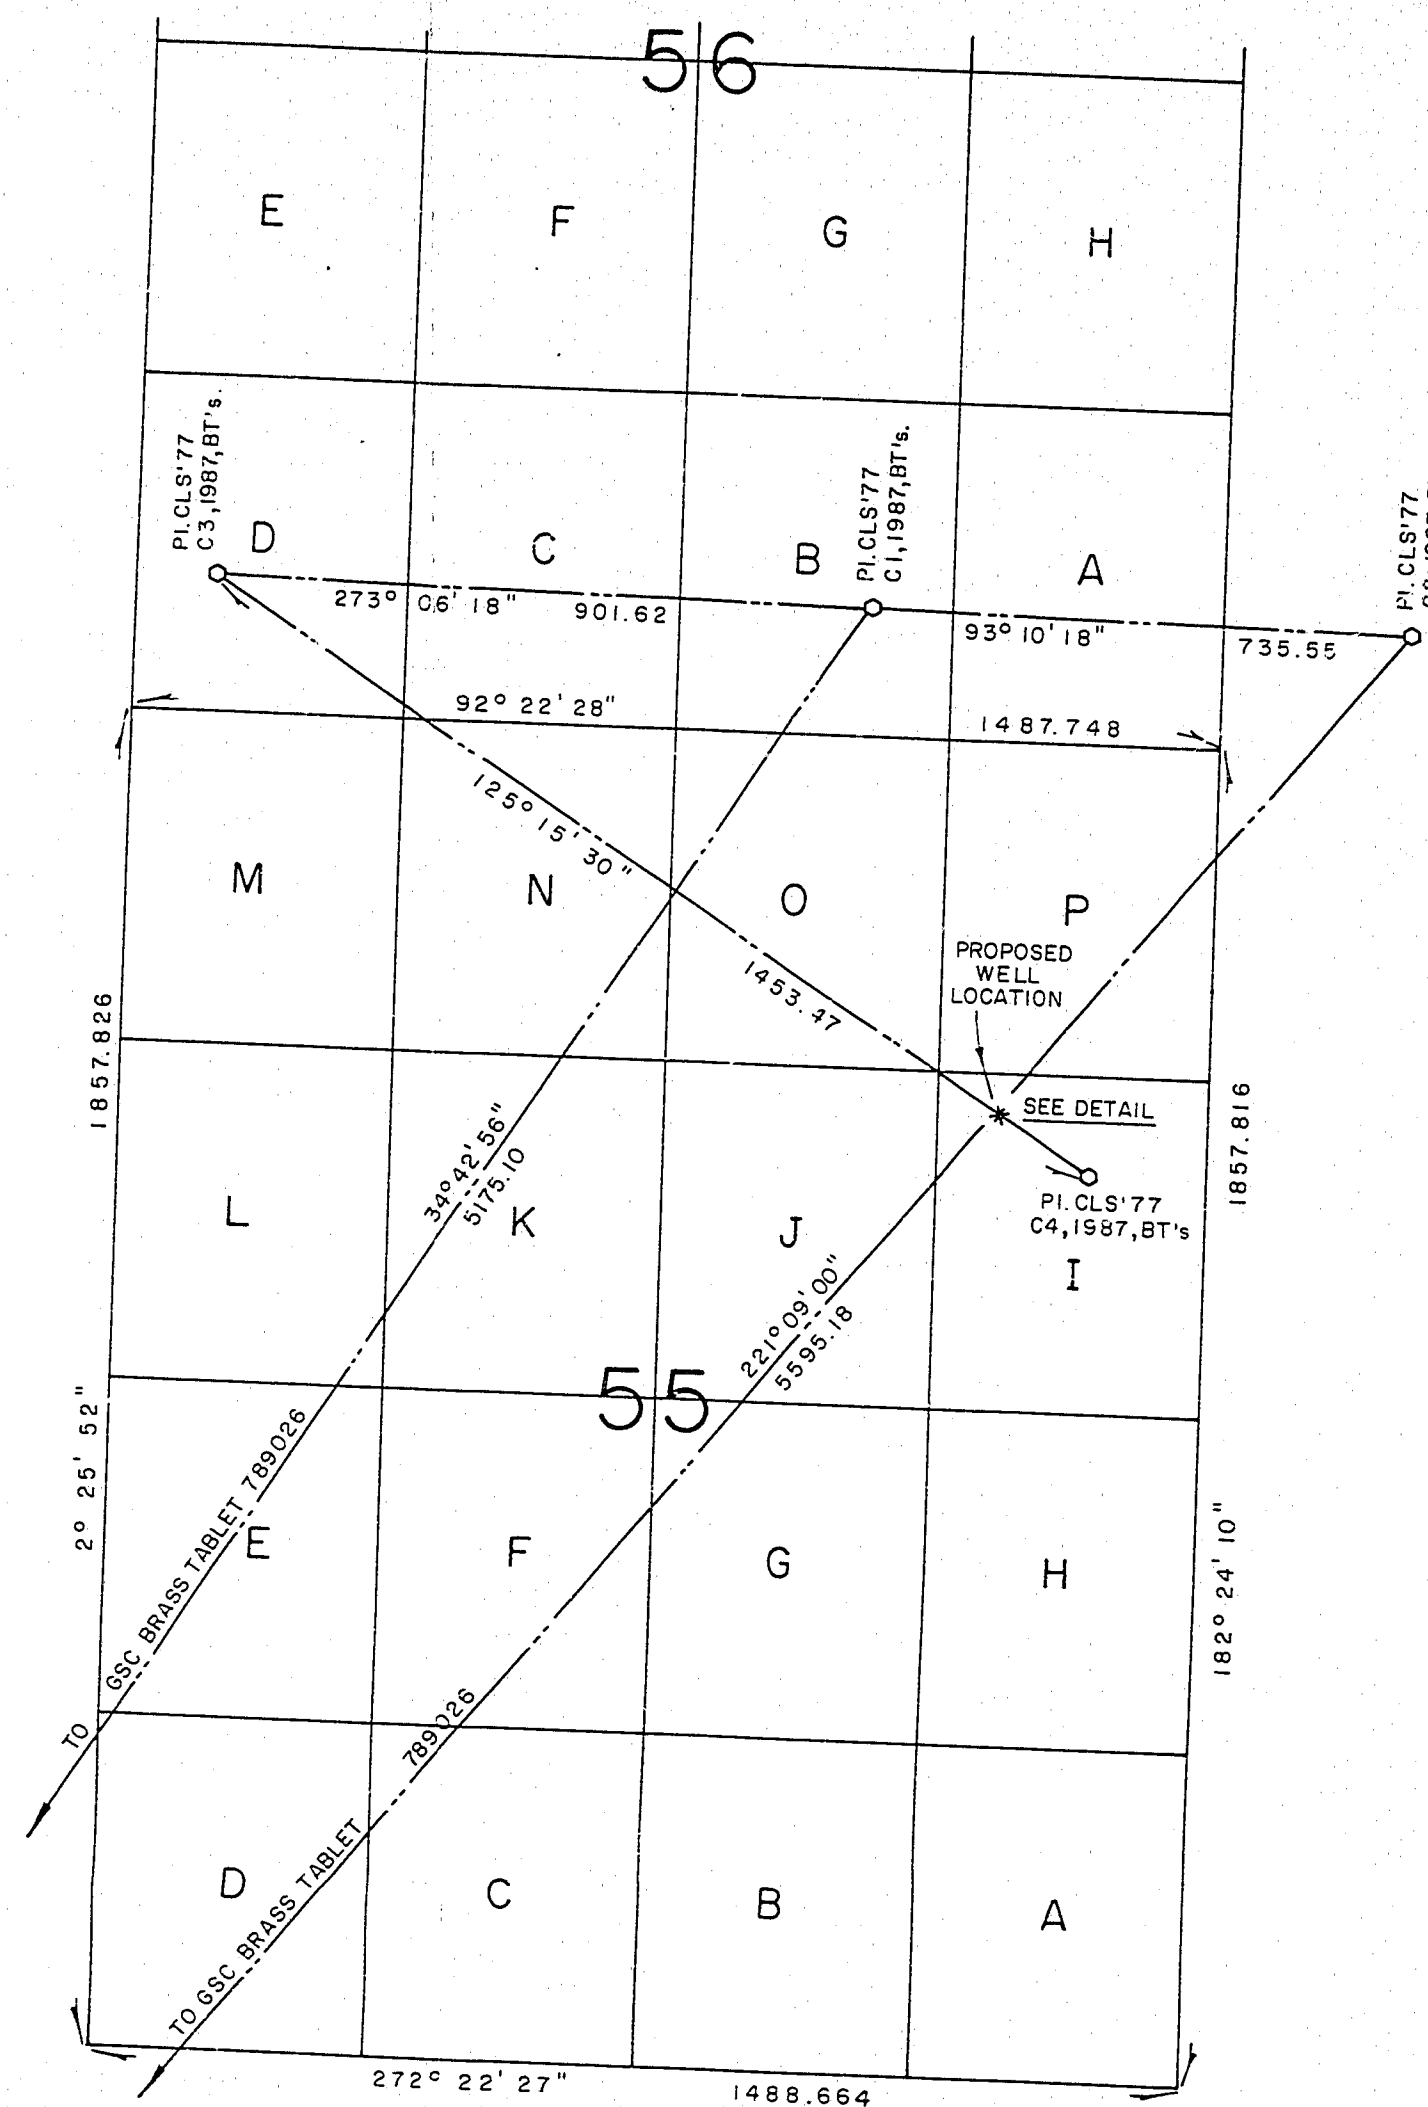 56
E
F
G
H
PI.CLS'77
C3,1987,BT's.
D
C
B
PI.CLS'77
C1,1987,BT's.
A
PI.CLS'77
273° 06' 18"
901.62
93° 10' 18"
735.55
92° 22' 28"
1487.748
125° 15' 30"
M
N
O
P
PROPOSED
WELL
LOCATION
1453.47
1857.826
SEE DETAIL
1857.816
PI.CLS'77
C4,1987,BT's
34° 42' 56"
5175.10
L
K
J
I
221° 09' 00"
5595.18
55
2° 25' 52"
TO GSC BRASS TABLET 789026
E
F
G
H
182° 24' 10"
TO GSC BRASS TABLET 789026
D
C
B
A
272° 22' 27"
1488.664